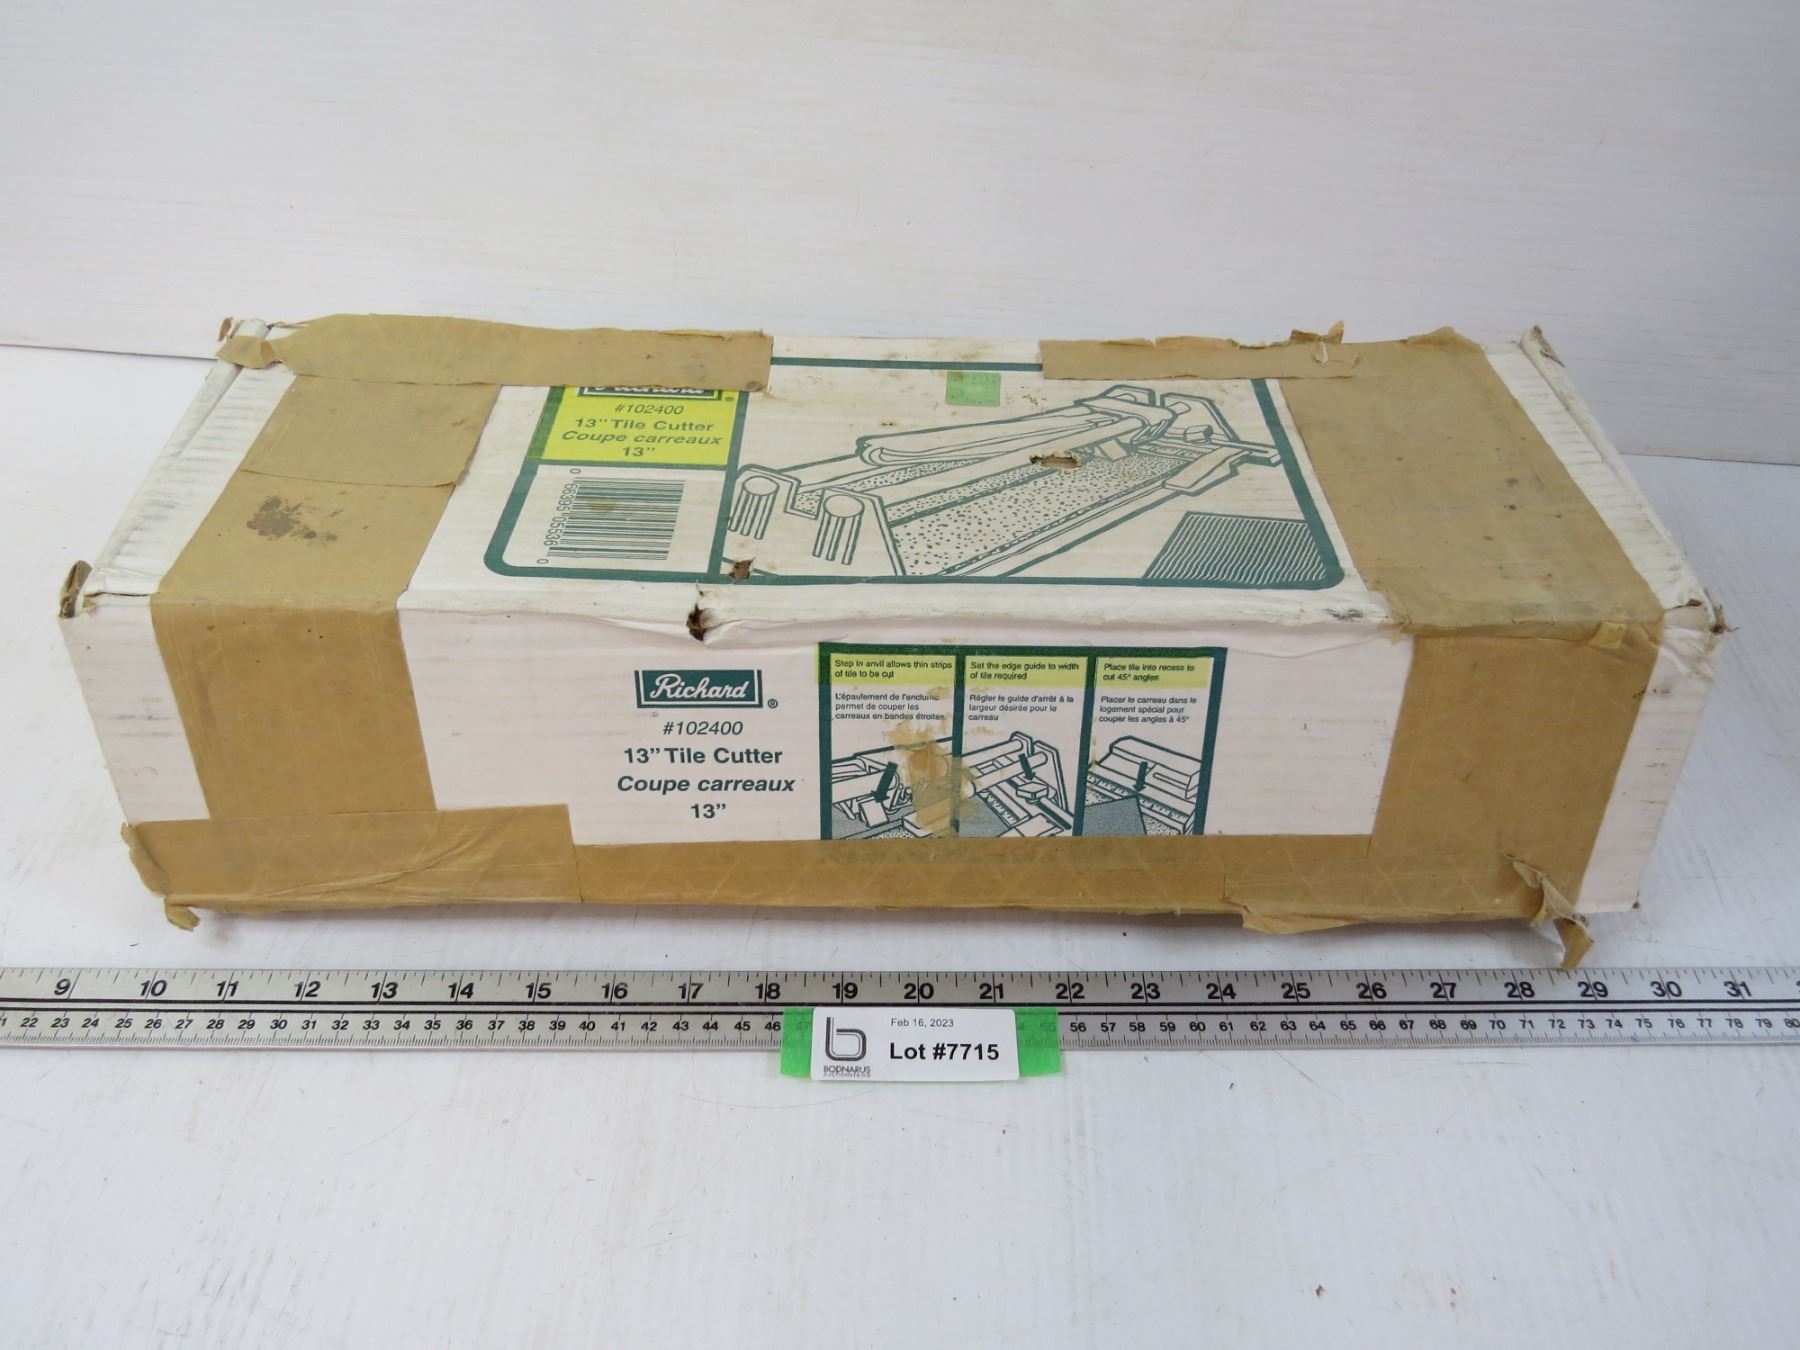 Richard ®
#102400
13" Tile Cutter
Coupe carreaux
13"
0 66395 05536 0
Richard ®
#102400
13" Tile Cutter
Coupe carreaux
13"
Step in anvil allows thin strips
of tile to be cut
L'épaulement de l'enclume
permet de couper les
carreaux en bandes étroites
Set the edge guide to width
of tile required
Régler le guide d'arrêt à la
largeur désirée pour le
carreau
Place tile into recess to
cut 45° angles
Placer le carreau dans le
logement spécial pour
couper les angles à 45°
9 10 11 12 13 14 15 16 17 18 19 20 21 22 23 24 25 26 27 28 29 30 31
22 23 24 25 26 27 28 29 30 31 32 33 34 35 36 37 38 39 40 41 42 43 44 45 46 47 55 56 57 58 59 60 61 62 63 64 65 66 67 68 69 70 71 72 73 74 75 76 77 78 79 80
Feb 16, 2023
Lot #7715
BODNARUS
AUCTIONEERING